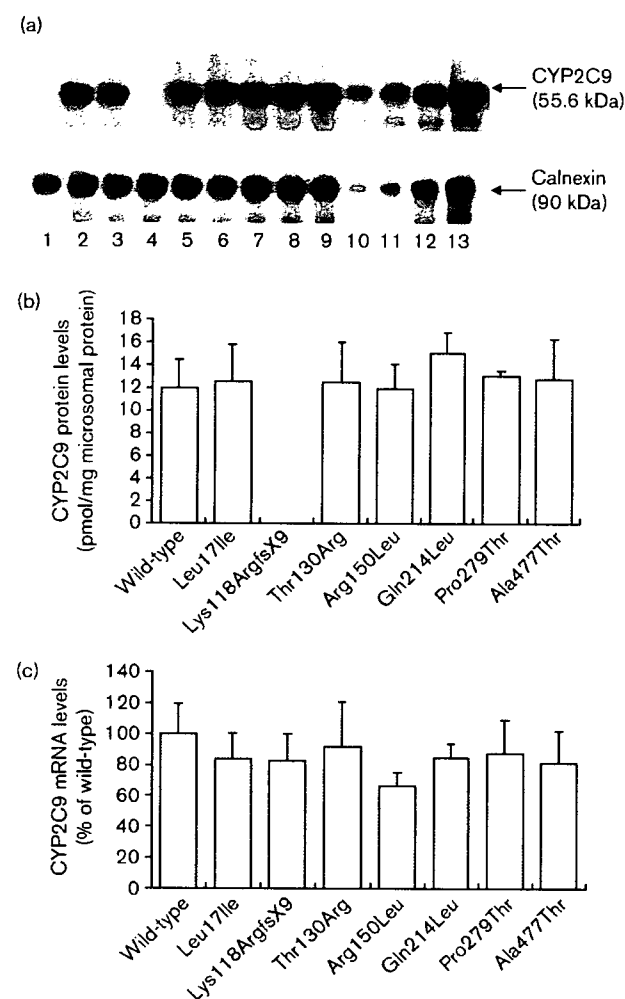 (a)
CYP2C9
(55.6 kDa)
Calnexin
(90 kDa)
1 2 3 4 5 6 7 8 9 10 11 12 13
(b)
CYP2C9 protein levels
(pmol/mg microsomal protein)
18
16
14
12
10
8
6
4
2
0
Wild-type
Leu17Ile
Lys118ArgfsX9
Thr130Arg
Arg150Leu
Gln214Leu
Pro279Thr
Ala477Thr
(c)
CYP2C9 mRNA levels
(% of wild-type)
140
120
100
80
60
40
20
0
Wild-type
Leu17Ile
Lys118ArgfsX9
Thr130Arg
Arg150Leu
Gln214Leu
Pro279Thr
Ala477Thr